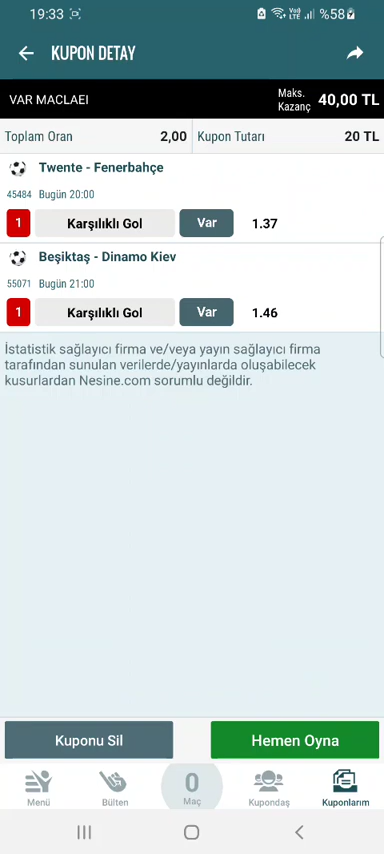 19:33 %58
KUPON DETAY
VAR MACLAEI Maks. Kazanç 40,00 TL
Toplam Oran 2,00 Kupon Tutarı 20 TL
Twente - Fenerbahçe
45484 Bugün 20:00
1 Karşılıklı Gol Var 1.37
Beşiktaş - Dinamo Kiev
55071 Bugün 21:00
1 Karşılıklı Gol Var 1.46
İstatistik sağlayıcı firma ve/veya yayın sağlayıcı firma
tarafından sunulan verilerde/yayınlarda oluşabilecek
kusurlardan Nesine.com sorumlu değildir.
Kuponu Sil Hemen Oyna
0
Menü Bülten Maç Kupondaş Kuponlarım